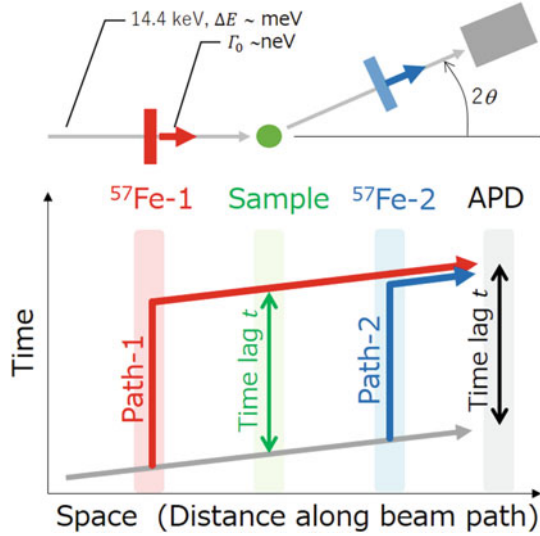 14.4 keV, ΔE ~ meV
Γ₀ ~neV
2θ
⁵⁷Fe-1 Sample ⁵⁷Fe-2 APD
Time
Path-1
Time lag t
Path-2
Time lag t
Space (Distance along beam path)